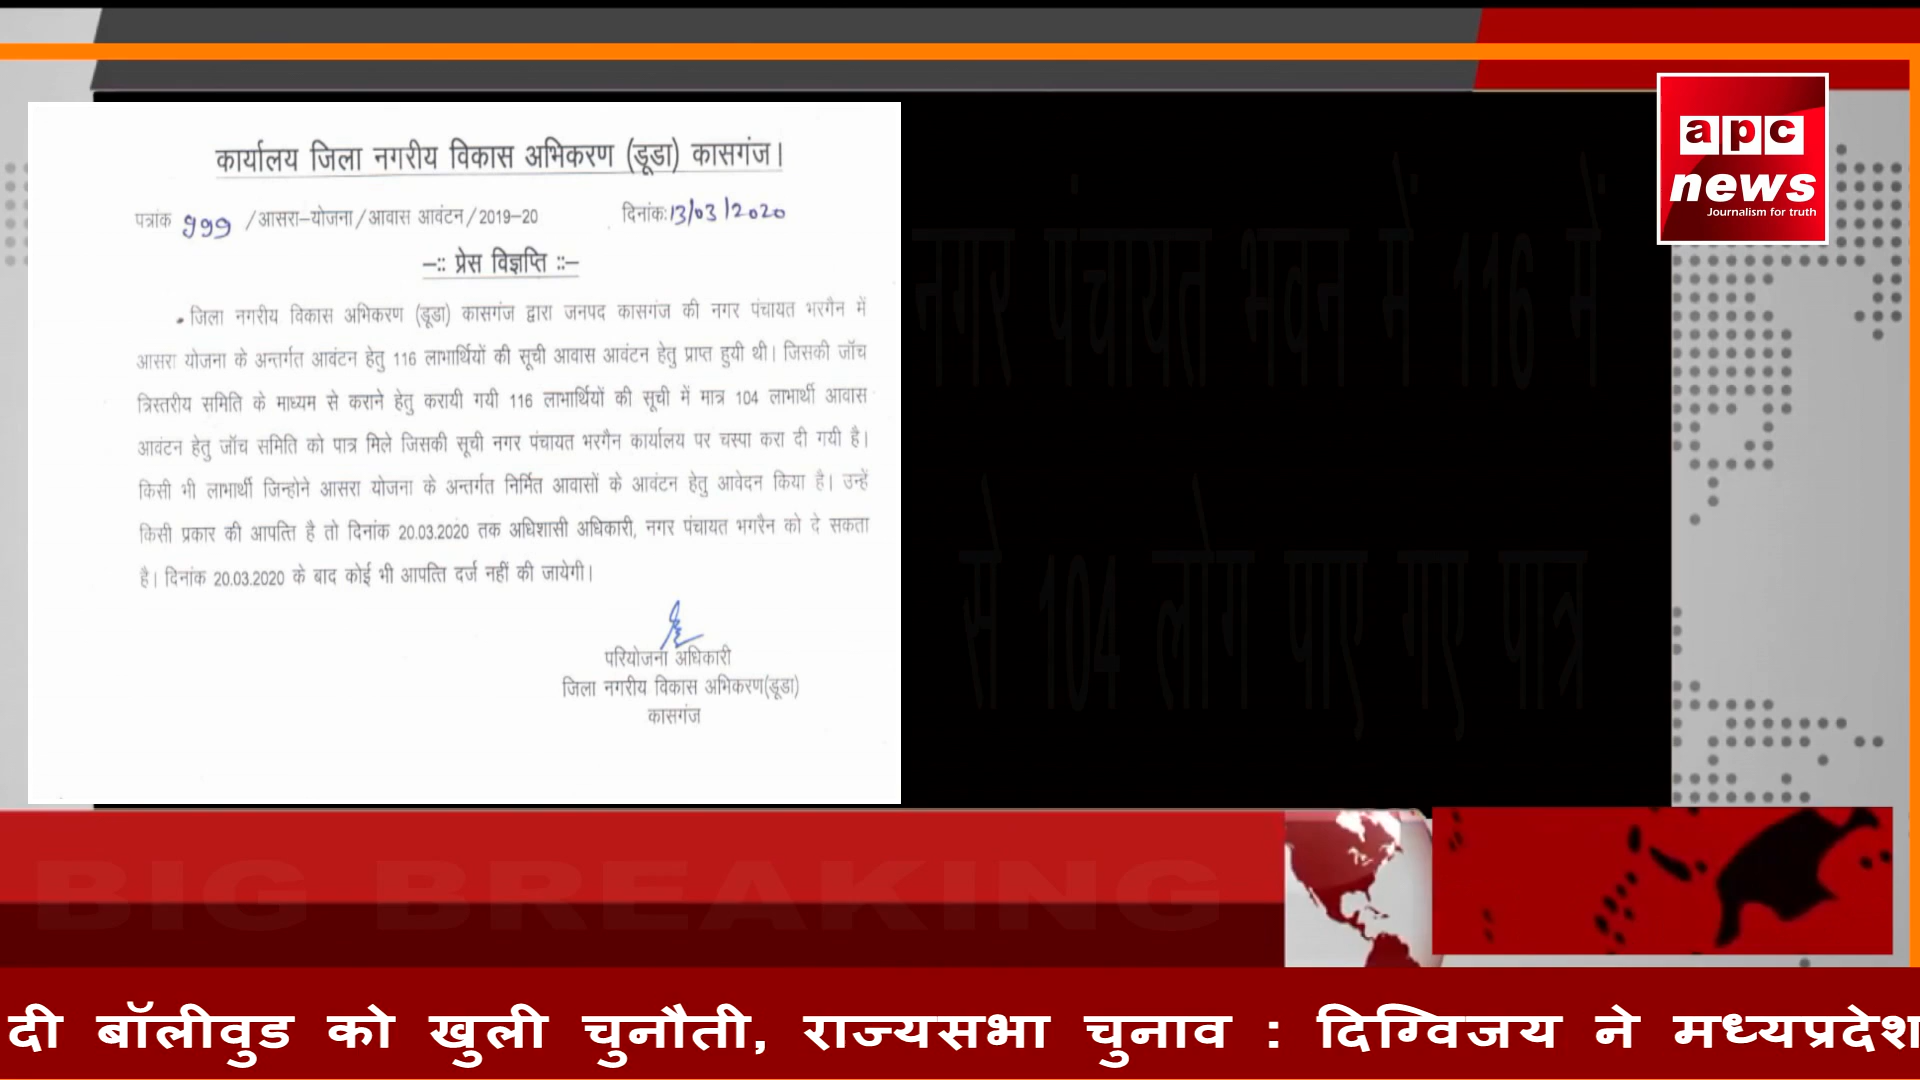 कार्यालय जिला नगरीय विकास अभिकरण (डूडा) कासगंज।
पत्रांक 999 /आसरा–योजना/आवास आवंटन/2019–20 दिनांक:13/03/2020
–:: प्रेस विज्ञप्ति ::–
जिला नगरीय विकास अभिकरण (डूडा) कासगंज द्वारा जनपद कासगंज की नगर पंचायत भरगैन में
आसरा योजना के अन्तर्गत आवंटन हेतु 116 लाभार्थियों की सूची आवास आवंटन हेतु प्राप्त हुयी थी। जिसकी जॉच
त्रिस्तरीय समिति के माध्यम से कराने हेतु करायी गयी 116 लाभार्थियों की सूची में मात्र 104 लाभार्थी आवास
आवंटन हेतु जॉच समिति को पात्र मिले जिसकी सूची नगर पंचायत भरगैन कार्यालय पर चस्पा करा दी गयी है।
किसी भी लाभार्थी जिन्होने आसरा योजना के अन्तर्गत निर्मित आवासों के आवंटन हेतु आवेदन किया है। उन्हें
किसी प्रकार की आपत्ति है तो दिनांक 20.03.2020 तक अधिशासी अधिकारी, नगर पंचायत भगरैन को दे सकता
है। दिनांक 20.03.2020 के बाद कोई भी आपत्ति दर्ज नहीं की जायेगी।
परियोजना अधिकारी
जिला नगरीय विकास अभिकरण(डूडा)
कासगंज
apc
news
Journalism for truth
नगर पंचायत भवन में 116 में
से 104 लोग पाए गए पात्र
BIG BREAKING
दी बॉलीवुड को खुली चुनौती, राज्यसभा चुनाव : दिग्विजय ने मध्यप्रदेश